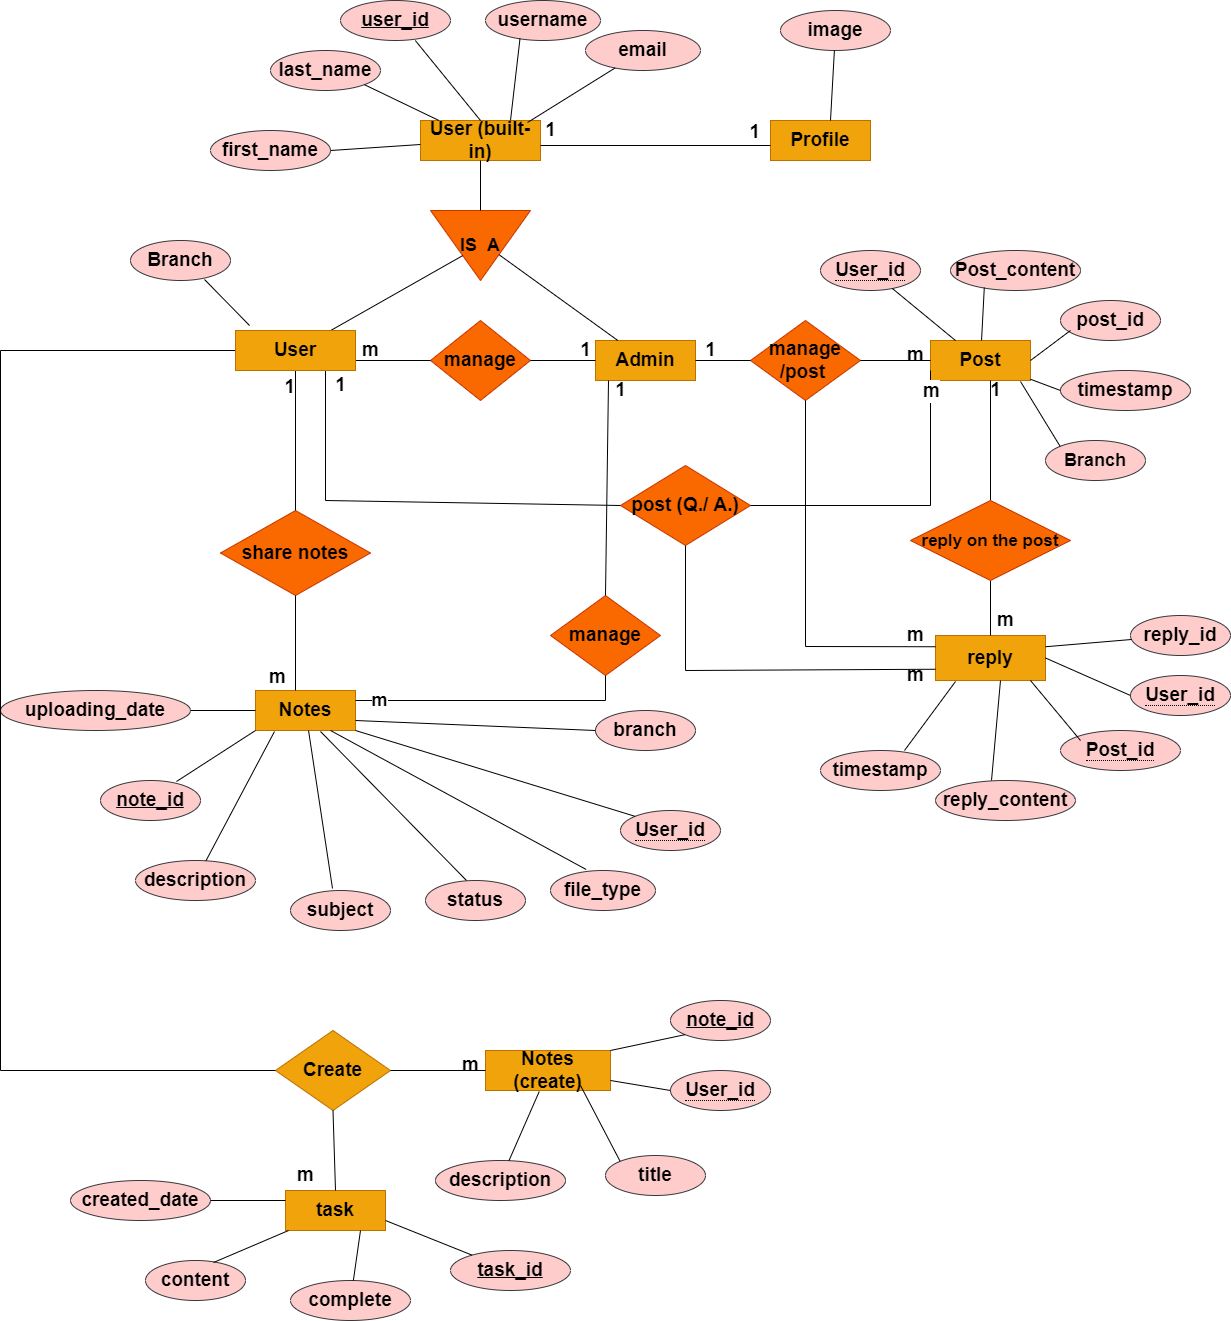 user_id
username
image
email
last_name
User (built-
in)
1
1
Profile
first_name
IS A
Branch
User_id
Post_content
post_id
User
m
manage
1
Admin
1
manage
/post
m
Post
1
1
1
m
1
timestamp
Branch
post (Q./ A.)
share notes
reply on the post
manage
m
m
reply
reply_id
m
m
m
User_id
uploading_date
Notes
branch
Post_id
timestamp
note_id
reply_content
User_id
description
file_type
subject
status
note_id
Create
m
Notes
(create)
User_id
m
description
title
created_date
task
content
complete
task_id